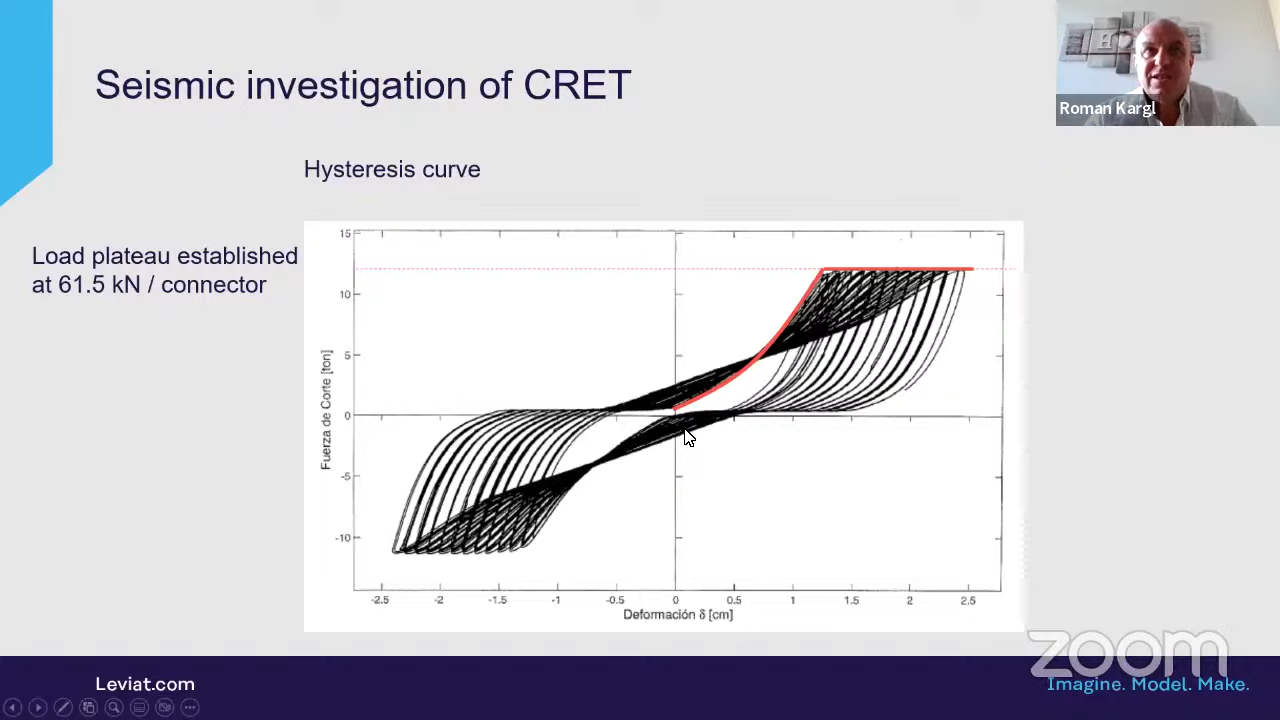 Seismic investigation of CRET
Roman Kargl
Hysteresis curve
Load plateau established
at 61.5 kN / connector
15
10
5
0
-5
-10
Fuerza de Corte [ton]
-2.5 -2 -1.5 -1 -0.5 0 0.5 1 1.5 2 2.5
Deformación δ [cm]
zoom
Leviat.com
Imagine. Model. Make.